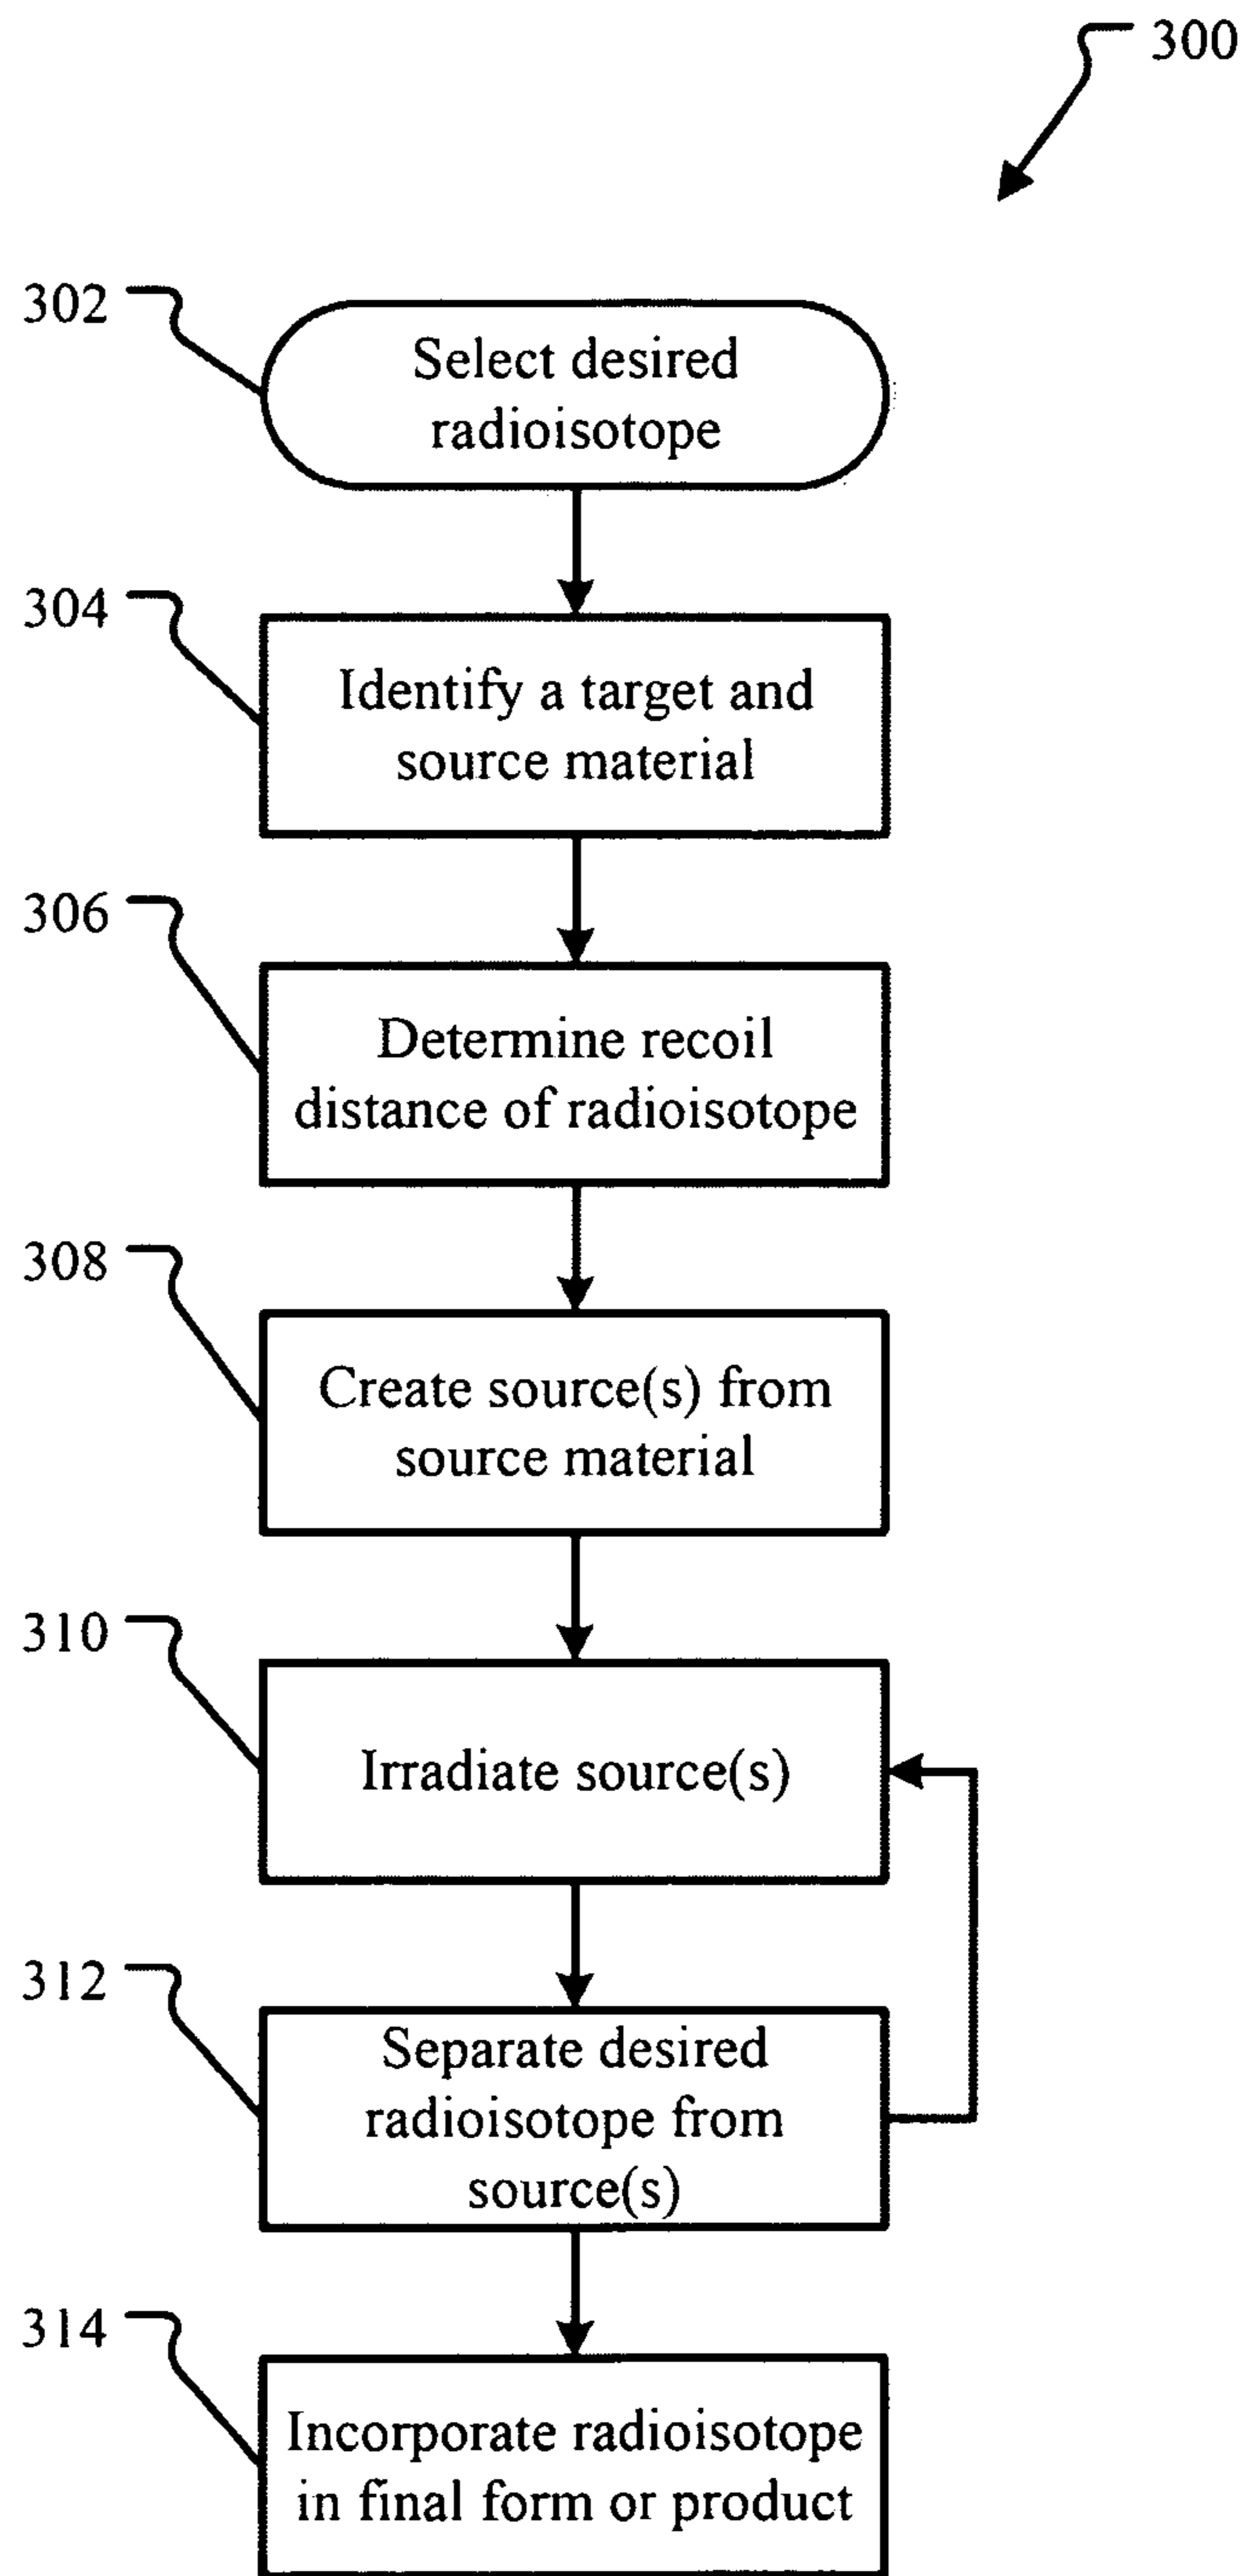 300
302
Select desired
radioisotope
304
Identify a target and
source material
306
Determine recoil
distance of radioisotope
308
Create source(s) from
source material
310
Irradiate source(s)
312
Separate desired
radioisotope from
source(s)
314
Incorporate radioisotope
in final form or product